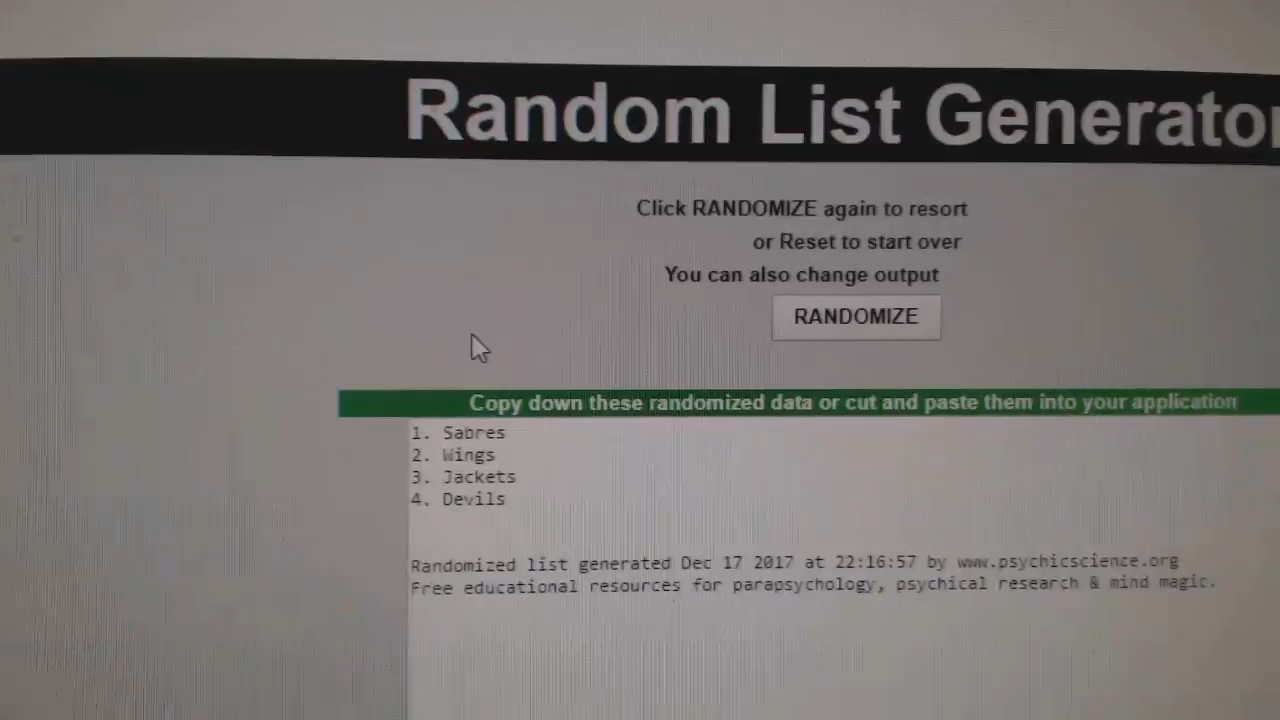 Random List Generator
Click RANDOMIZE again to resort
or Reset to start over
You can also change output
RANDOMIZE
Copy down these randomized data or cut and paste them into your application
1. Sabres
2. Wings
3. Jackets
4. Devils
Randomized list generated Dec 17 2017 at 22:16:57 by www.psychicscience.org
Free educational resources for parapsychology, psychical research & mind magic.